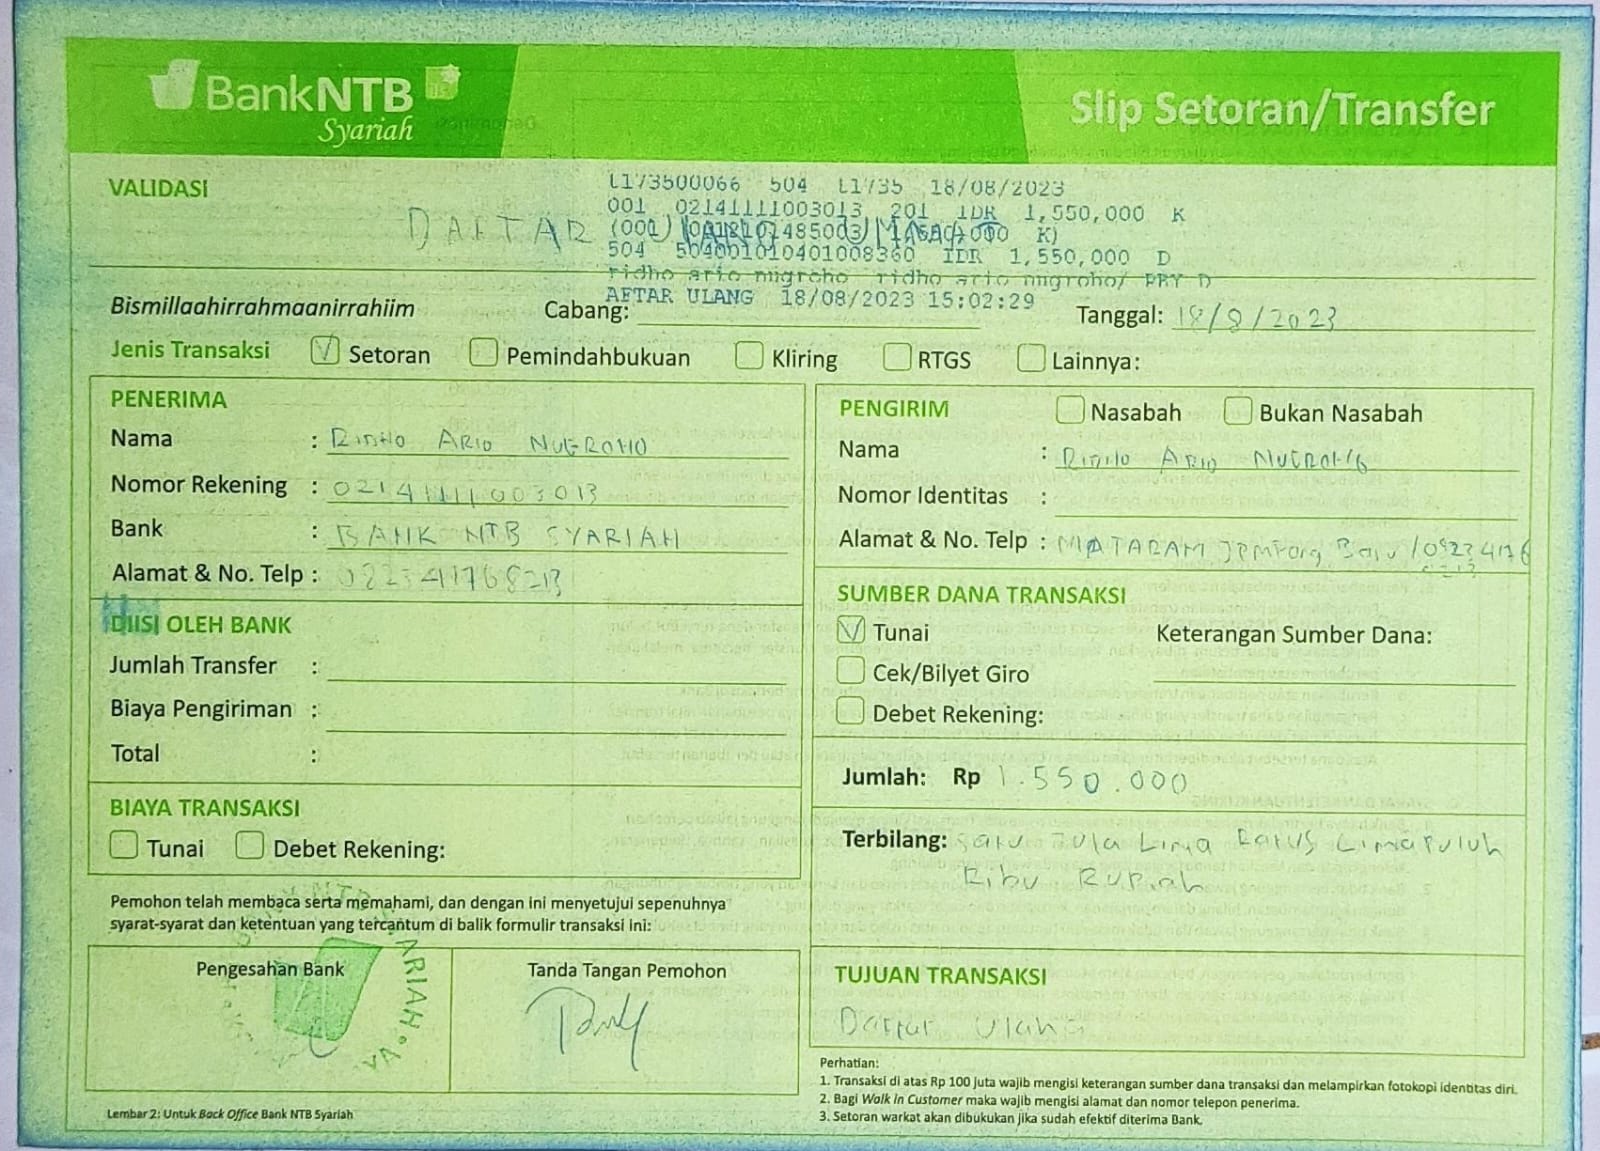 BankNTB
Syariah
Slip Setoran/Transfer
VALIDASI
L173500066 504 L1735 18/08/2023
001 02141111003013 201 IDR 1,550,000 K
DAFTAR
504 504001010401008360 IDR 1,550,000 D
ridho ario nugroho ridho ario nugroho/ PRY D
AFTAR ULANG 18/08/2023 15:02:29
Bismillaahirrahmaanirrahiim Cabang: Tanggal: 18/8/2023
Jenis Transaksi Setoran Pemindahbukuan Kliring RTGS Lainnya:
PENERIMA
Nama : RIDHO ARIO NUGROHO
Nomor Rekening : 02141111003013
Bank : BANK NTB SYARIAH
Alamat & No. Telp : 082341768213
DIISI OLEH BANK
Jumlah Transfer :
Biaya Pengiriman :
Total :
BIAYA TRANSAKSI
Tunai Debet Rekening:
Pemohon telah membaca serta memahami, dan dengan ini menyetujui sepenuhnya
syarat-syarat dan ketentuan yang tercantum di balik formulir transaksi ini:
Pengesahan Bank
Tanda Tangan Pemohon
Lembar 2: Untuk Back Office Bank NTB Syariah
PENGIRIM Nasabah Bukan Nasabah
Nama : RIDHO ARIO NUGROHO
Nomor Identitas :
Alamat & No. Telp : MATARAM
SUMBER DANA TRANSAKSI
Tunai Keterangan Sumber Dana:
Cek/Bilyet Giro
Debet Rekening:
Jumlah: Rp 1.550.000
Terbilang: Satu Juta Lima Ratus Lima Puluh
Ribu Rupiah
TUJUAN TRANSAKSI
Daftar Ulang
Perhatian:
1. Transaksi di atas Rp 100 juta wajib mengisi keterangan sumber dana transaksi dan melampirkan fotokopi identitas diri.
2. Bagi Walk In Customer maka wajib mengisi alamat dan nomor telepon penerima.
3. Setoran warkat akan dibukukan jika sudah efektif diterima Bank.